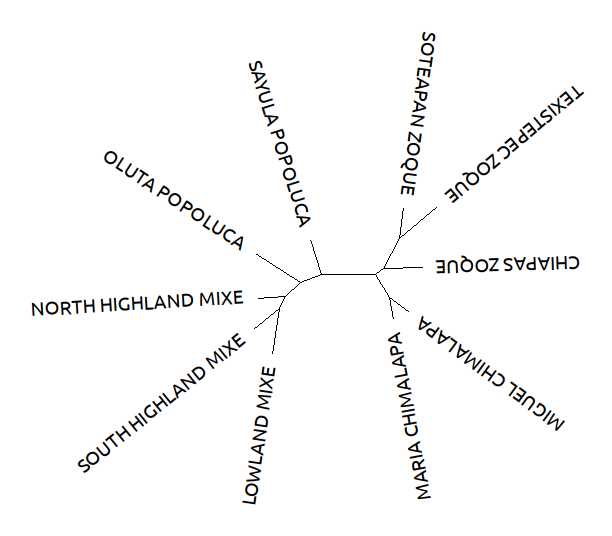 SOTEAPAN ZOQUE
SAYULA POPOLUCA
TEXISTEPEC ZOQUE
OLUTA POPOLUCA
CHIAPAS ZOQUE
NORTH HIGHLAND MIXE
MIGUEL CHIMALAPA
SOUTH HIGHLAND MIXE
MARIA CHIMALAPA
LOWLAND MIXE